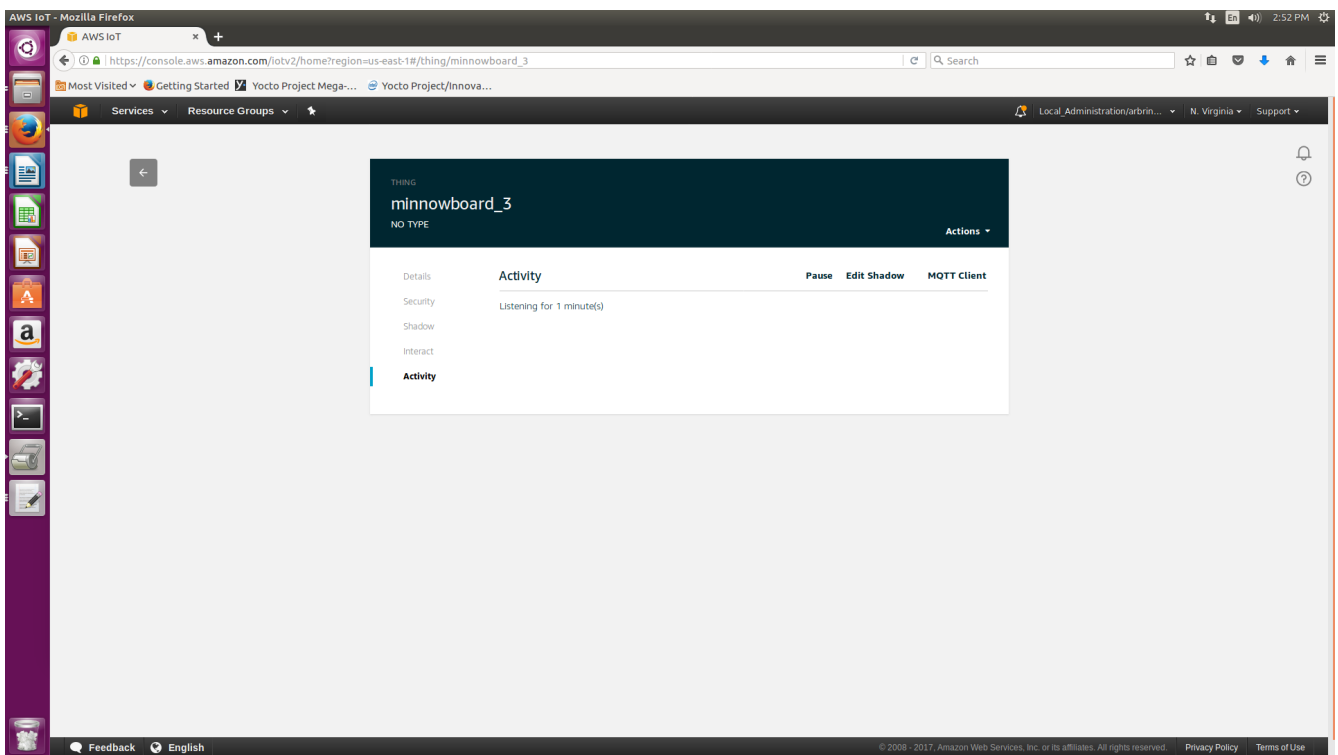 AWS IoT - Mozilla Firefox
En 2:52 PM
AWS IoT × +
https://console.aws.amazon.com/iotv2/home?region=us-east-1#/thing/minnowboard_3
Search
Most Visited Getting Started Yocto Project Mega-... Yocto Project/Innova...
Services Resource Groups Local_Administration/arbrin... N. Virginia Support
THING
minnowboard_3
NO TYPE
Actions
Details
Activity Pause Edit Shadow MQTT Client
Security
Listening for 1 minute(s)
Shadow
Interact
Activity
Feedback English © 2008 - 2017, Amazon Web Services, Inc. or its affiliates. All rights reserved. Privacy Policy Terms of Use